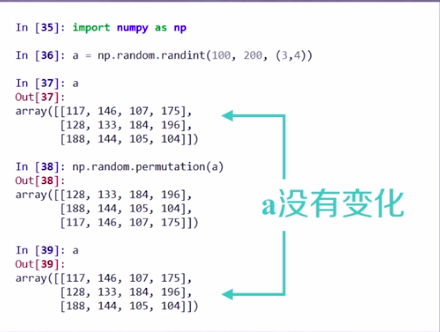 In [35]: import numpy as np
In [36]: a = np.random.randint(100, 200, (3,4))
In [37]: a
Out[37]:
array([[117, 146, 107, 175],
       [128, 133, 184, 196],
       [188, 144, 105, 104]])
In [38]: np.random.permutation(a)
Out[38]:
array([[128, 133, 184, 196],
       [188, 144, 105, 104],
       [117, 146, 107, 175]])
a没有变化
In [39]: a
Out[39]:
array([[117, 146, 107, 175],
       [128, 133, 184, 196],
       [188, 144, 105, 104]])